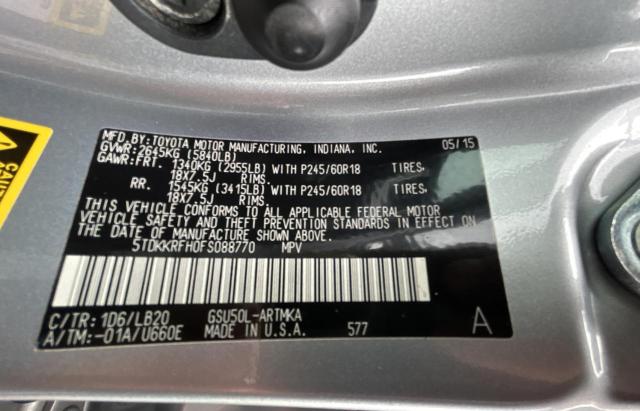 MFD.BY:TOYOTA MOTOR MANUFACTURING, INDIANA, INC. 05/15
GVWR:2645KG (5840LB)
GAWR:FRT. 1340KG (2955LB) WITH P245/60R18 TIRES,
18X7.5J RIMS.
RR. 1545KG (3415LB) WITH P245/60R18 TIRES,
18X7.5J RIMS.
THIS VEHICLE CONFORMS TO ALL APPLICABLE FEDERAL MOTOR
VEHICLE SAFETY AND THEFT PREVENTION STANDARDS IN EFFECT ON
THE DATE OF MANUFACTURE SHOWN ABOVE.
5TDKKRFH0FS088770 MPV
C/TR: 1D6/LB20 GSU50L-ARTMKA
A/TM:-01A/U660E MADE IN U.S.A. 577 A